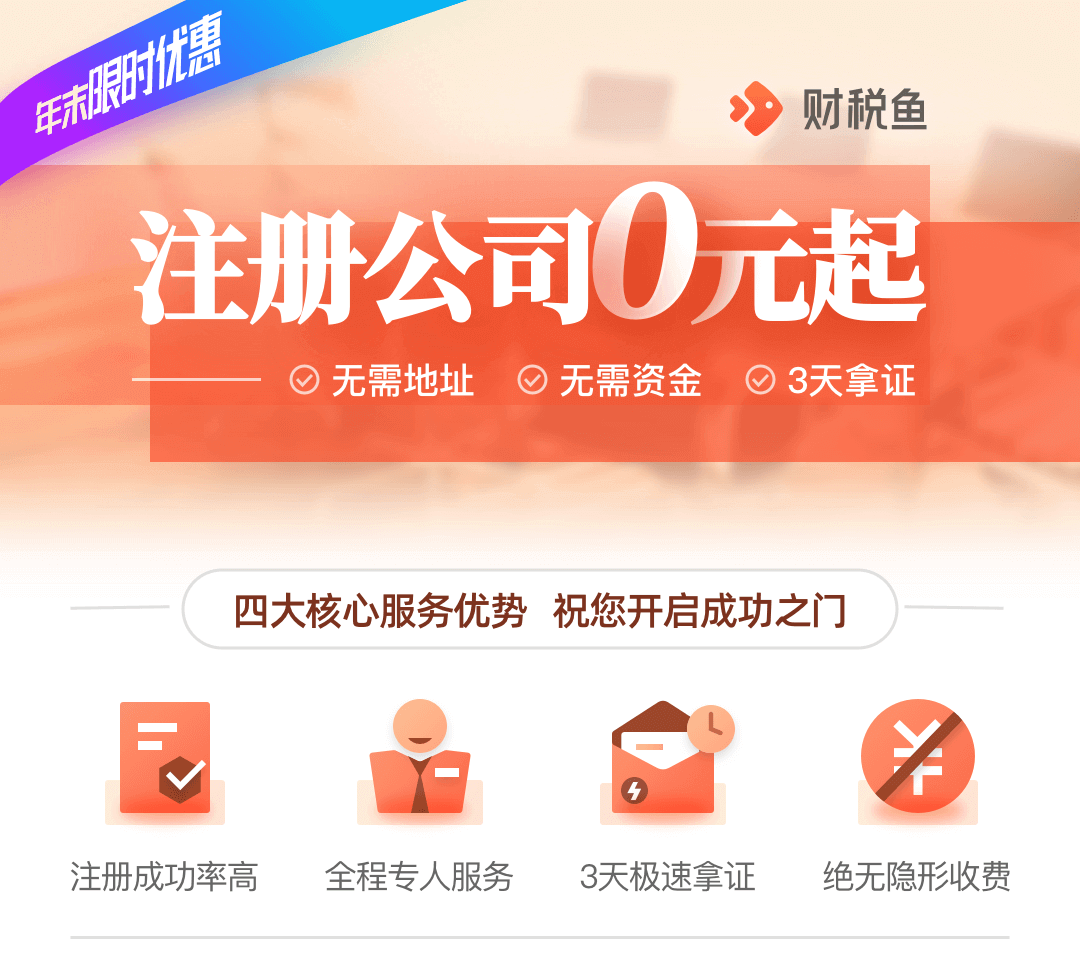 年末限时优惠
财税鱼
注册公司0元起
无需地址 无需资金 3天拿证
四大核心服务优势 祝您开启成功之门
注册成功率高 全程专人服务 3天极速拿证 绝无隐形收费